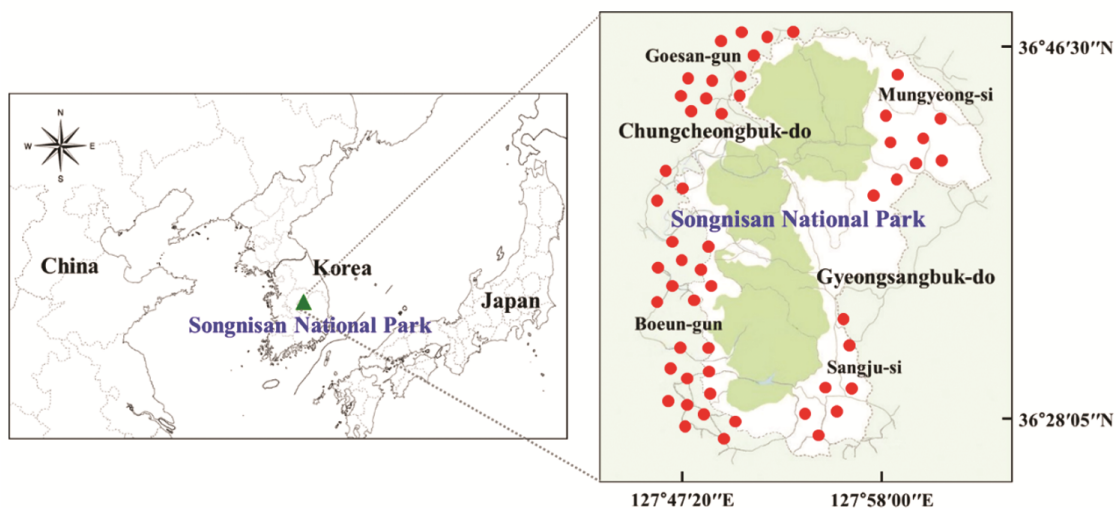 N
W E
S
China
Korea
Japan
Songnisan National Park
Goesan-gun
Mungyeong-si
Chungcheongbuk-do
Songnisan National Park
Gyeongsangbuk-do
Boeun-gun
Sangju-si
36°46′30″N
36°28′05″N
127°47′20″E
127°58′00″E